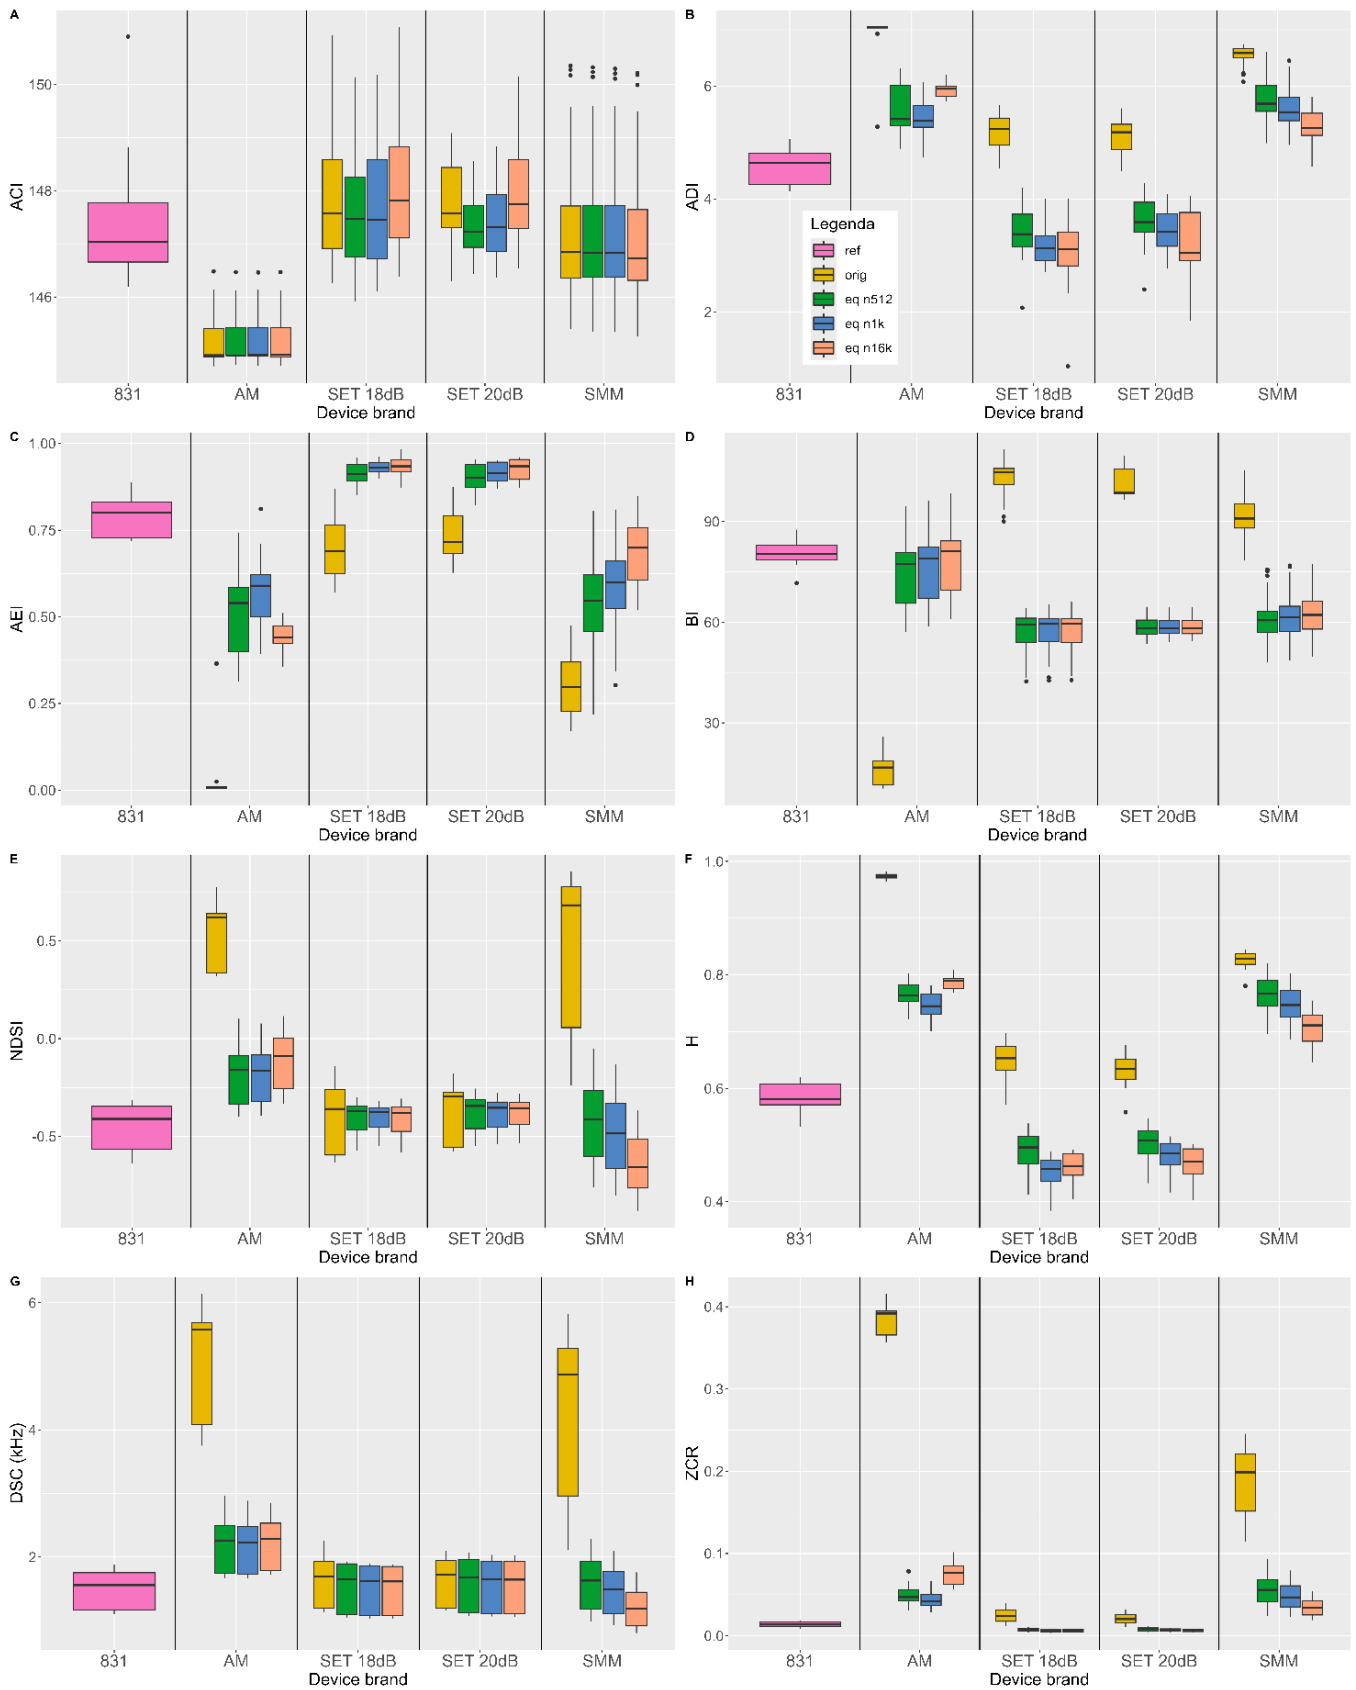 A
ACI
150
148
146
831 AM SET 18dB SET 20dB SMM
Device brand
B
ADI
6
4
2
Legenda
ref
orig
eq n512
eq n1k
eq n16k
831 AM SET 18dB SET 20dB SMM
Device brand
C
AEI
1.00
0.75
0.50
0.25
0.00
831 AM SET 18dB SET 20dB SMM
Device brand
D
BI
90
60
30
831 AM SET 18dB SET 20dB SMM
Device brand
E
NDSI
0.5
0.0
-0.5
831 AM SET 18dB SET 20dB SMM
Device brand
F
H
1.0
0.8
0.6
0.4
831 AM SET 18dB SET 20dB SMM
Device brand
G
DSC (kHz)
6
4
2
831 AM SET 18dB SET 20dB SMM
Device brand
H
ZCR
0.4
0.3
0.2
0.1
0.0
831 AM SET 18dB SET 20dB SMM
Device brand